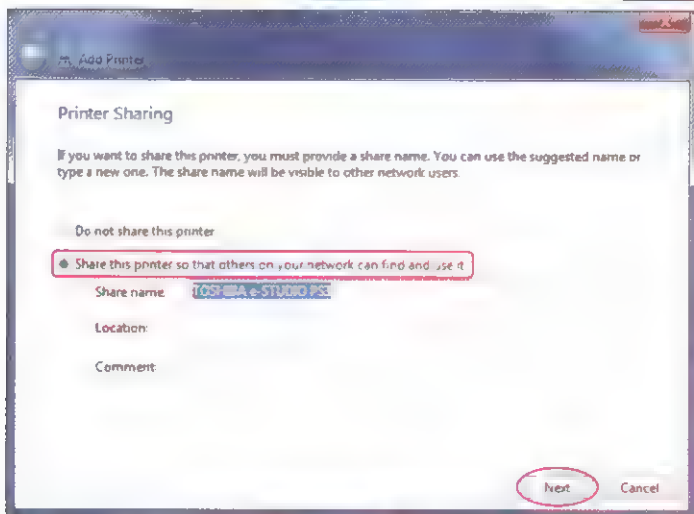 Add Printer
Printer Sharing
If you want to share this printer, you must provide a share name. You can use the suggested name or
type a new one. The share name will be visible to other network users.
Do not share this printer
Share this printer so that others on your network can find and use it
Share name: TOSHIBA e-STUDIO PS3
Location:
Comment:
Next Cancel